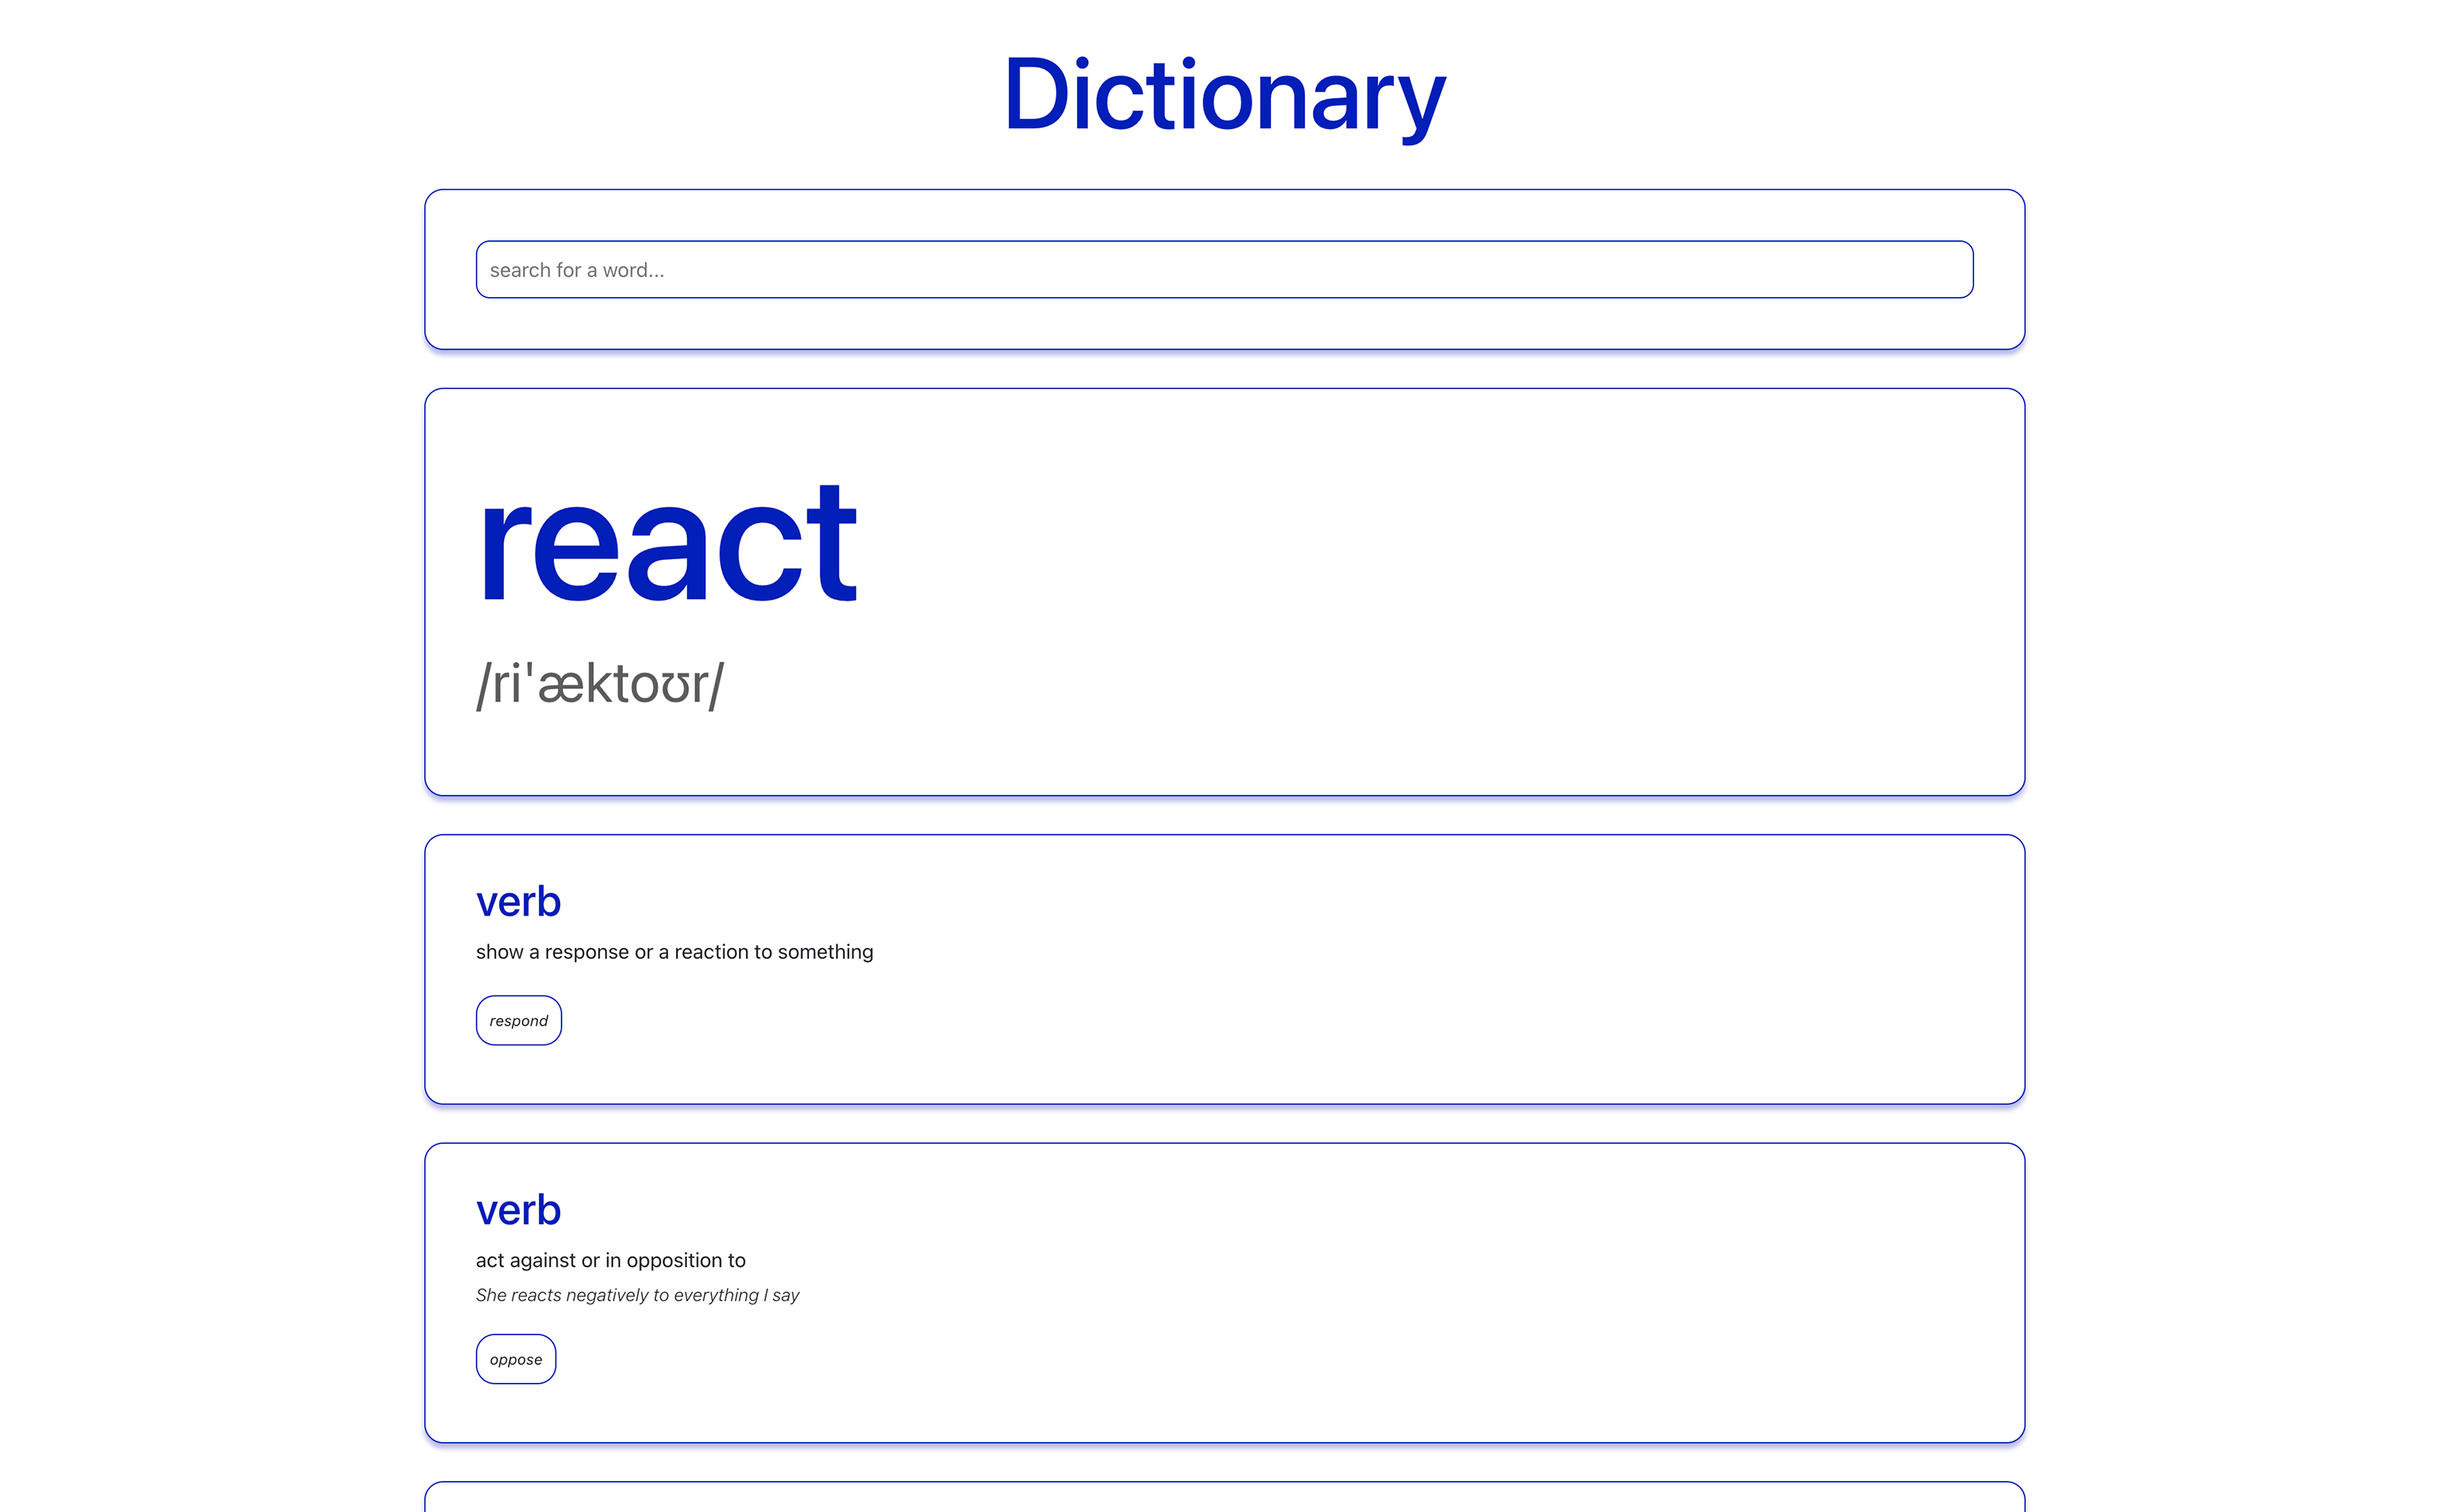 Dictionary
search for a word...
react
/ri'æktoʊr/
verb
show a response or a reaction to something
respond
verb
act against or in opposition to
She reacts negatively to everything I say
oppose